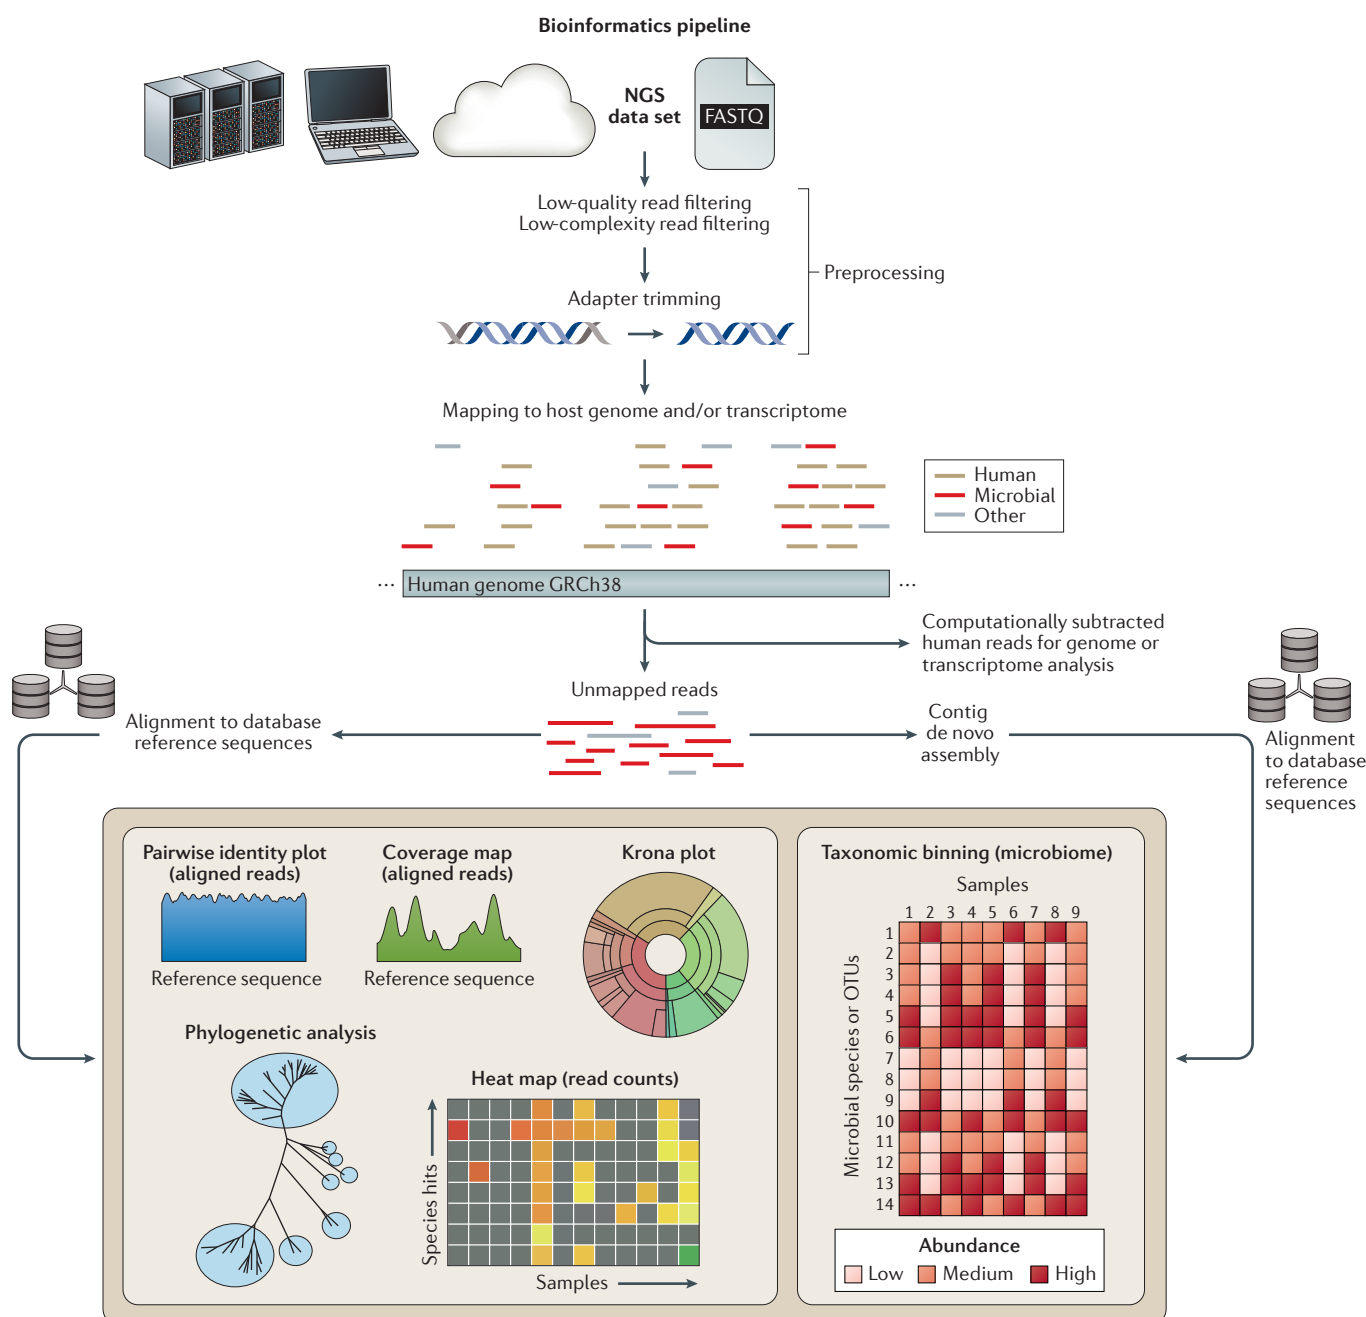 Bioinformatics pipeline
NGS
data set
FASTQ
Low-quality read filtering
Low-complexity read filtering
Preprocessing
Adapter trimming
Mapping to host genome and/or transcriptome
Human
Microbial
Other
... Human genome GRCh38 ...
Computationally subtracted
human reads for genome or
transcriptome analysis
Unmapped reads
Alignment to database
reference sequences
Contig
de novo
assembly
Alignment
to database
reference
sequences
Pairwise identity plot
(aligned reads)
Reference sequence
Coverage map
(aligned reads)
Reference sequence
Krona plot
Phylogenetic analysis
Heat map (read counts)
Species hits
Samples
Taxonomic binning (microbiome)
Samples
1 2 3 4 5 6 7 8 9
Microbial species or OTUs
1
2
3
4
5
6
7
8
9
10
11
12
13
14
Abundance
Low Medium High